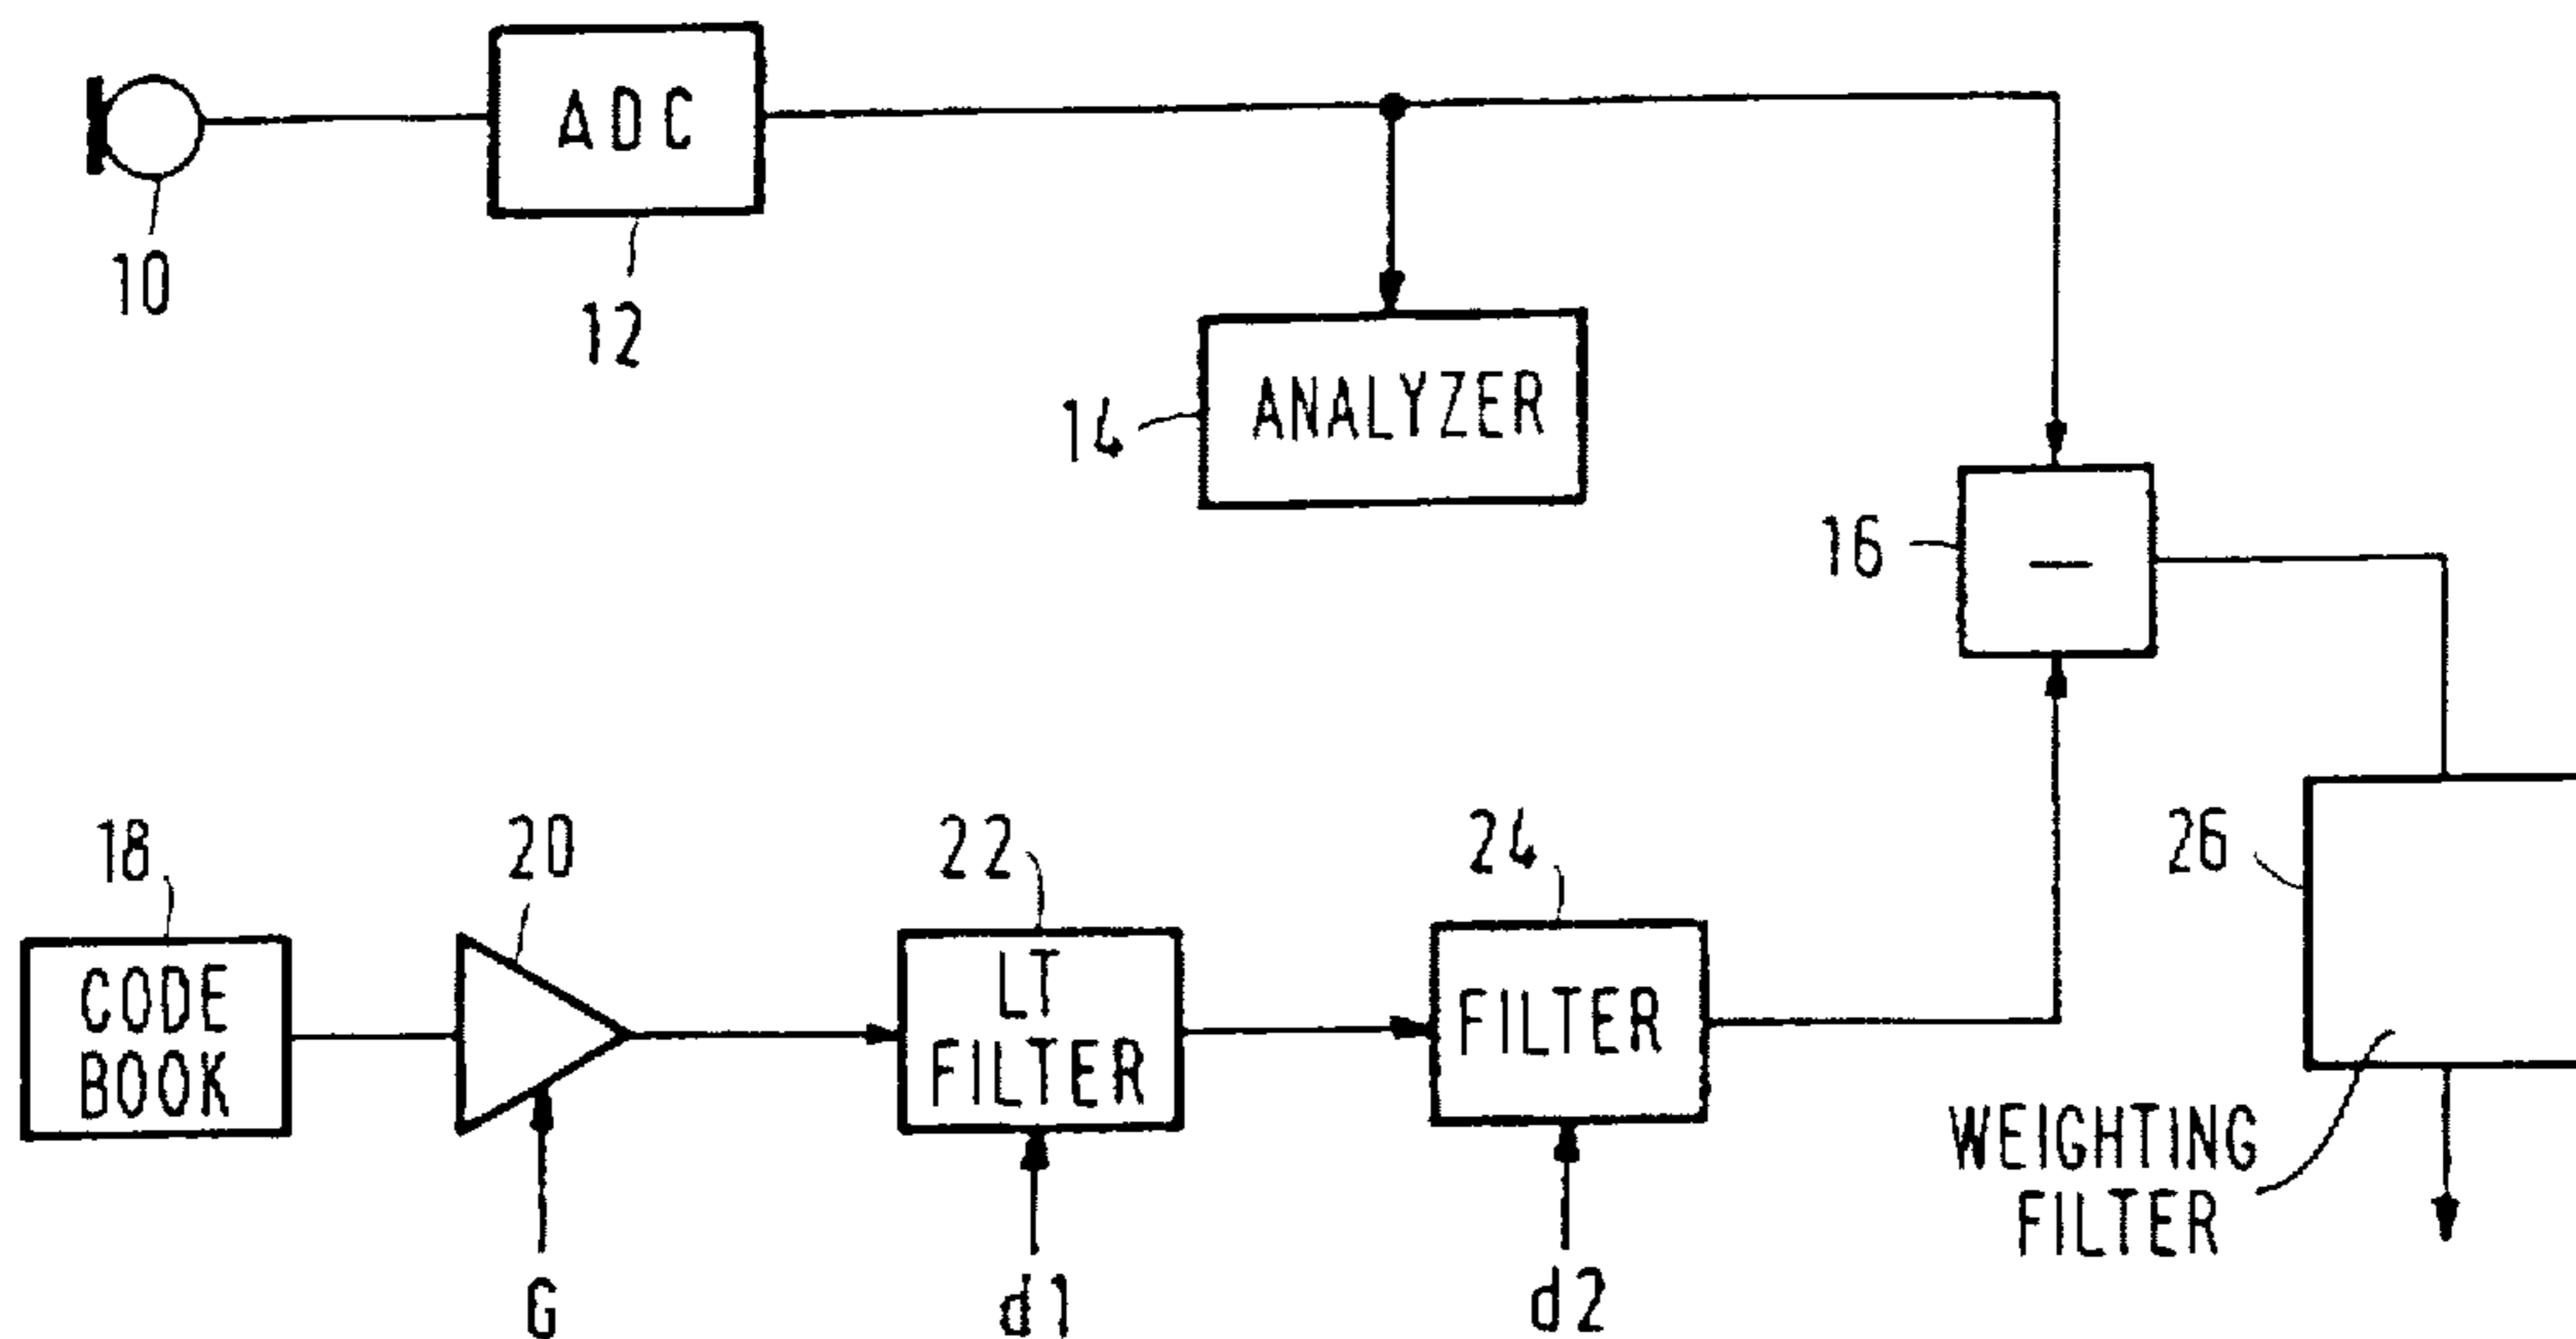 ADC
10
12
14
ANALYZER
16
–
18
20
22
24
26
CODE
BOOK
LT
FILTER
FILTER
WEIGHTING
FILTER
G
d1
d2